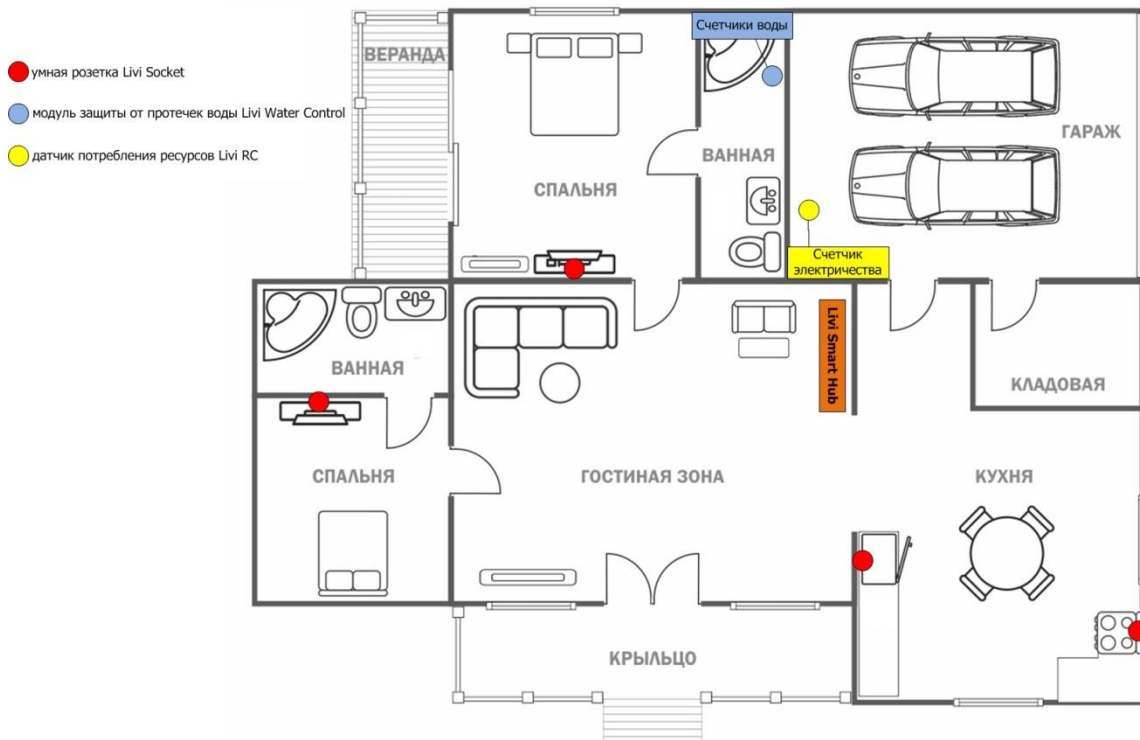 умная розетка Livi Socket
модуль защиты от протечек воды Livi Water Control
датчик потребления ресурсов Livi RC
ВЕРАНДА
Счетчики воды
ГАРАЖ
ВАННАЯ
СПАЛЬНЯ
Счетчик
электричества
Livi Smart Hub
ВАННАЯ
КЛАДОВАЯ
СПАЛЬНЯ
ГОСТИНАЯ ЗОНА
КУХНЯ
КРЫЛЬЦО